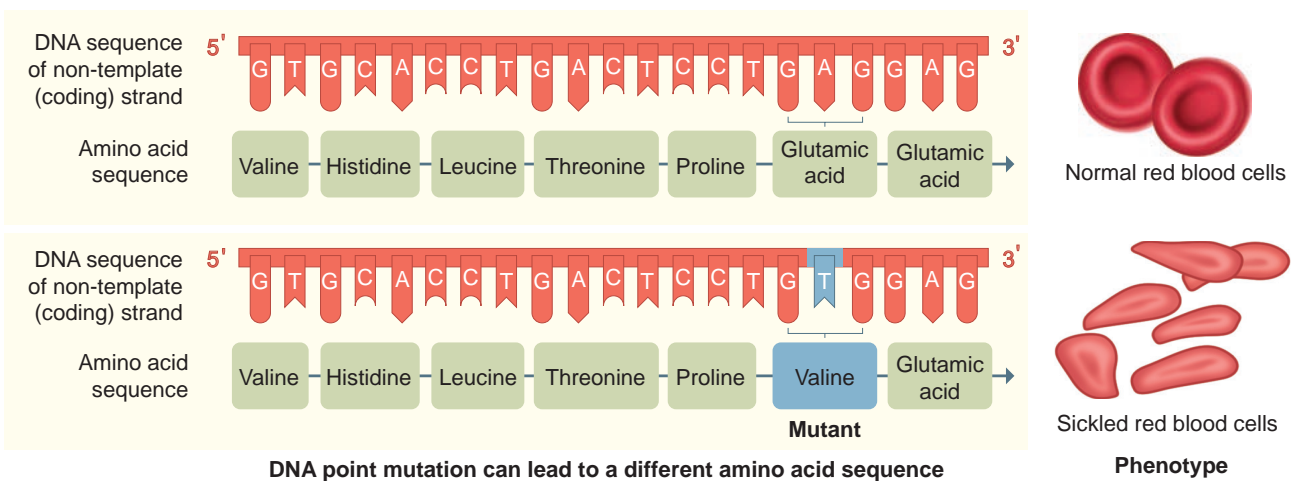 DNA sequence
of non-template
(coding) strand
5' 3'
G T G C A C C T G A C T C C T G A G G A G
Amino acid
sequence
Valine Histidine Leucine Threonine Proline Glutamic
acid Glutamic
acid
Normal red blood cells
DNA sequence
of non-template
(coding) strand
5' 3'
G T G C A C C T G A C T C C T G T G G A G
Amino acid
sequence
Valine Histidine Leucine Threonine Proline Valine Glutamic
acid
Mutant
Sickled red blood cells
DNA point mutation can lead to a different amino acid sequence
Phenotype